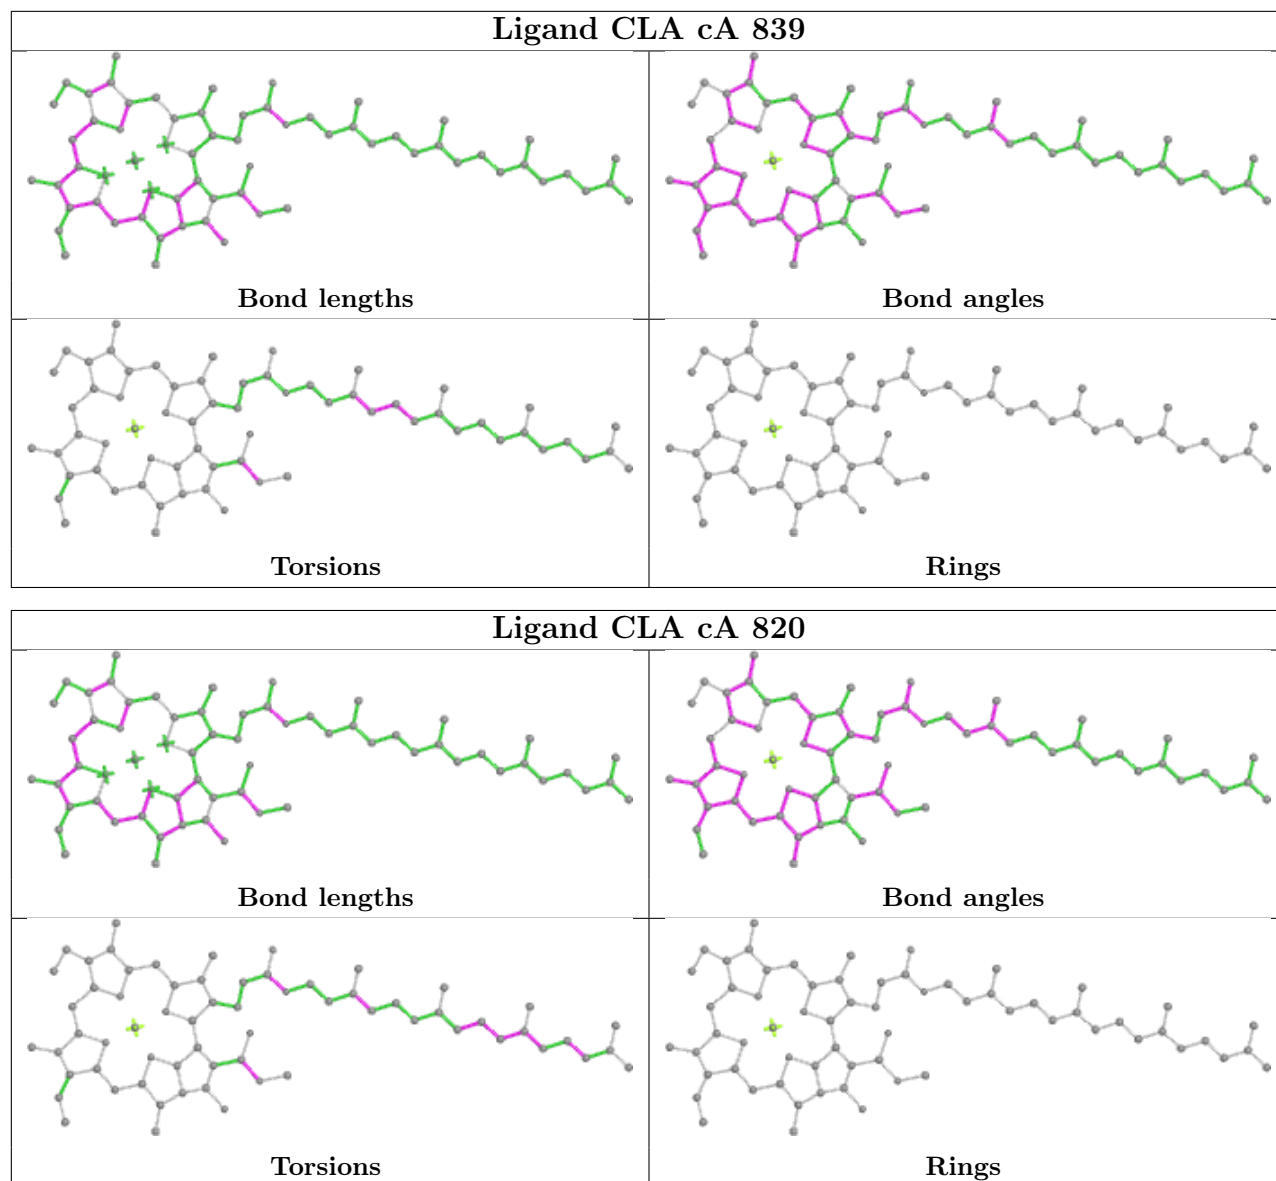 Ligand CLA cA 839
Bond lengths
Bond angles
Torsions
Rings
Ligand CLA cA 820
Bond lengths
Bond angles
Torsions
Rings